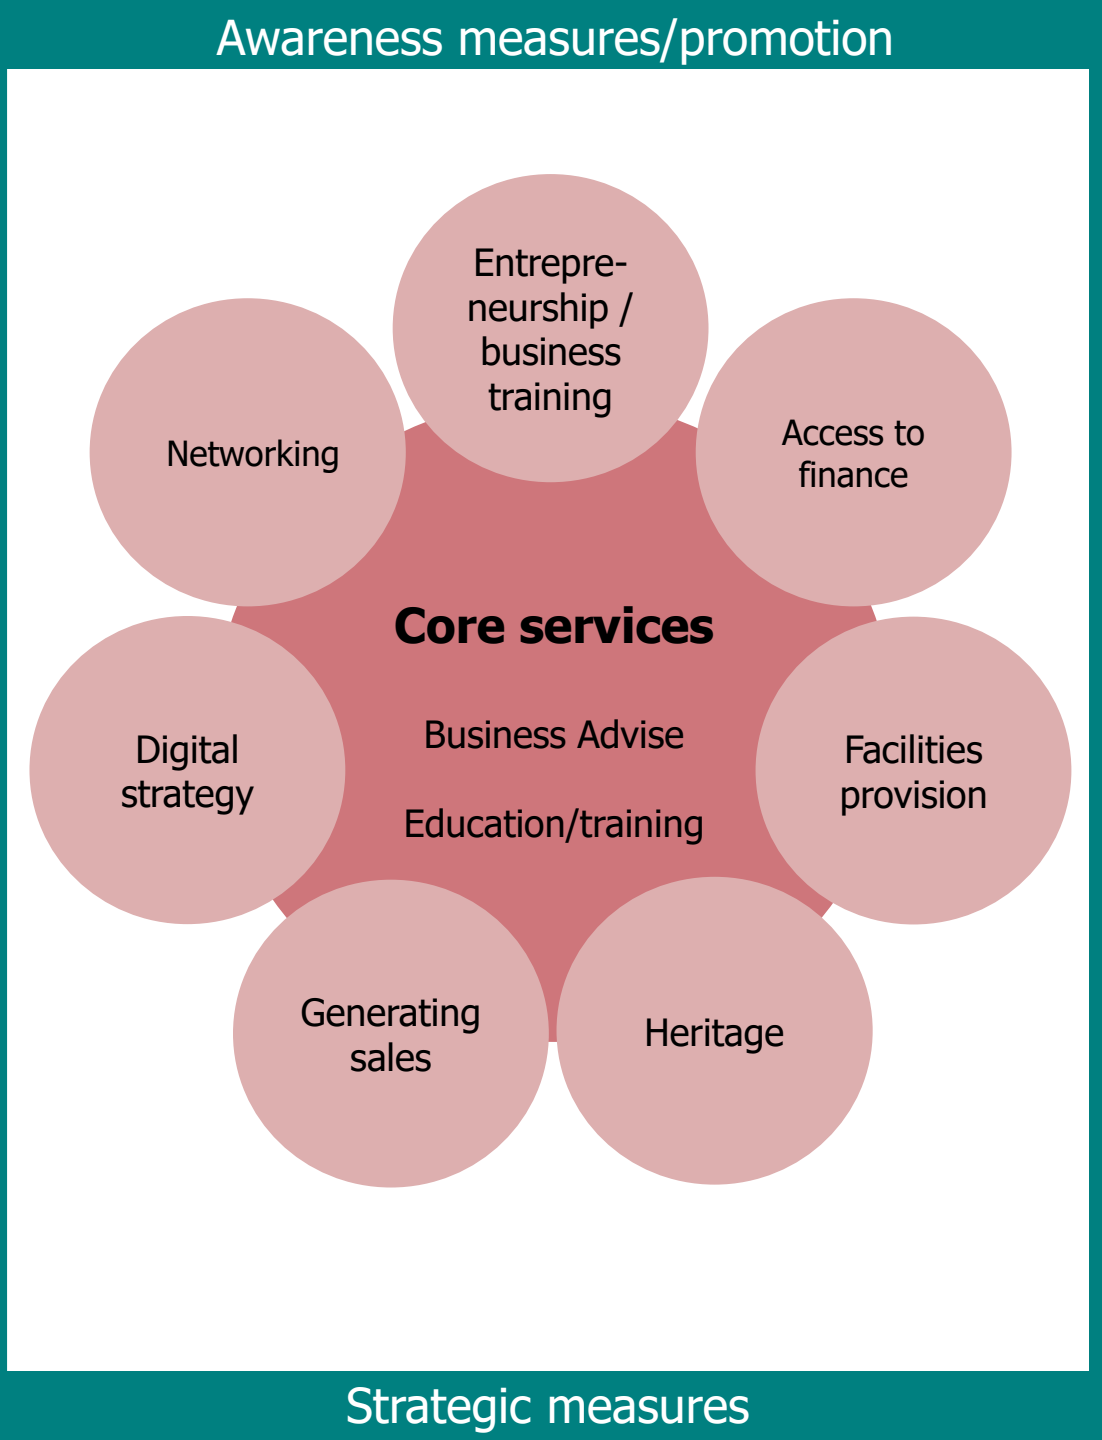 Awareness measures/promotion
Entrepre-
neurship /
business
training
Networking
Access to
finance
Core services
Business Advise
Education/training
Digital
strategy
Facilities
provision
Generating
sales
Heritage
Strategic measures